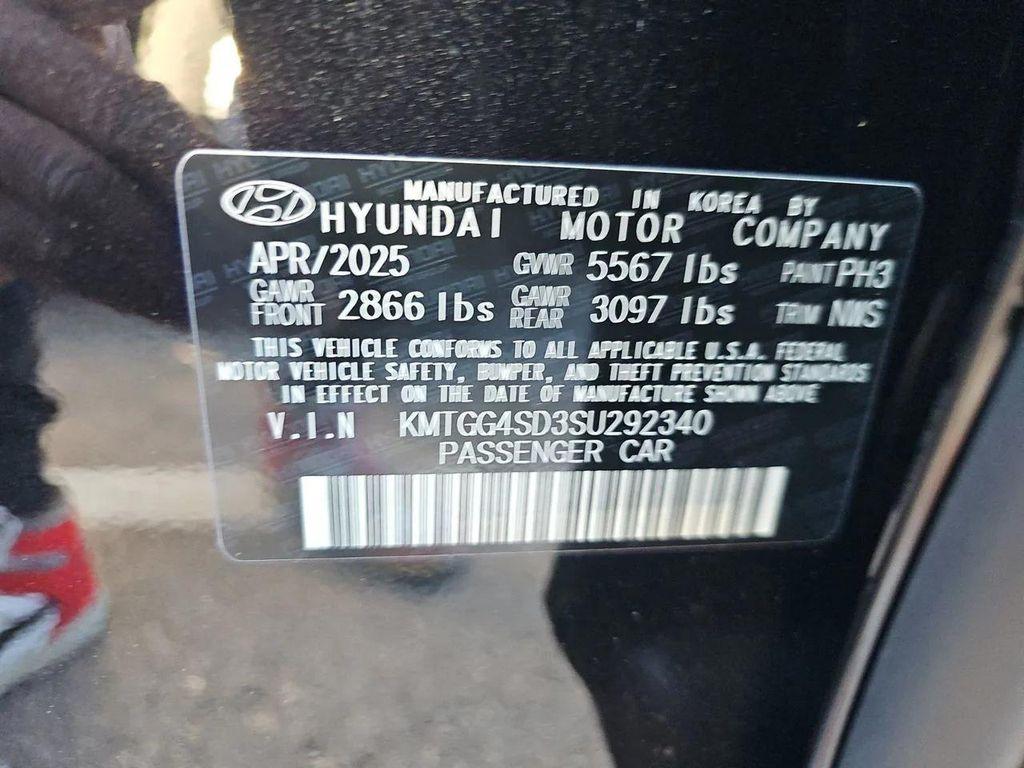 MANUFACTURED IN KOREA BY
HYUNDAI MOTOR COMPANY
APR/2025 GVWR 5567 lbs PAINT PH3
GAWR FRONT 2866 lbs GAWR REAR 3097 lbs TRIM NWS
THIS VEHICLE CONFORMS TO ALL APPLICABLE U.S.A. FEDERAL
MOTOR VEHICLE SAFETY, BUMPER, AND THEFT PREVENTION STANDARDS
IN EFFECT ON THE DATE OF MANUFACTURE SHOWN ABOVE
V.I.N KMTGG4SD3SU292340
PASSENGER CAR